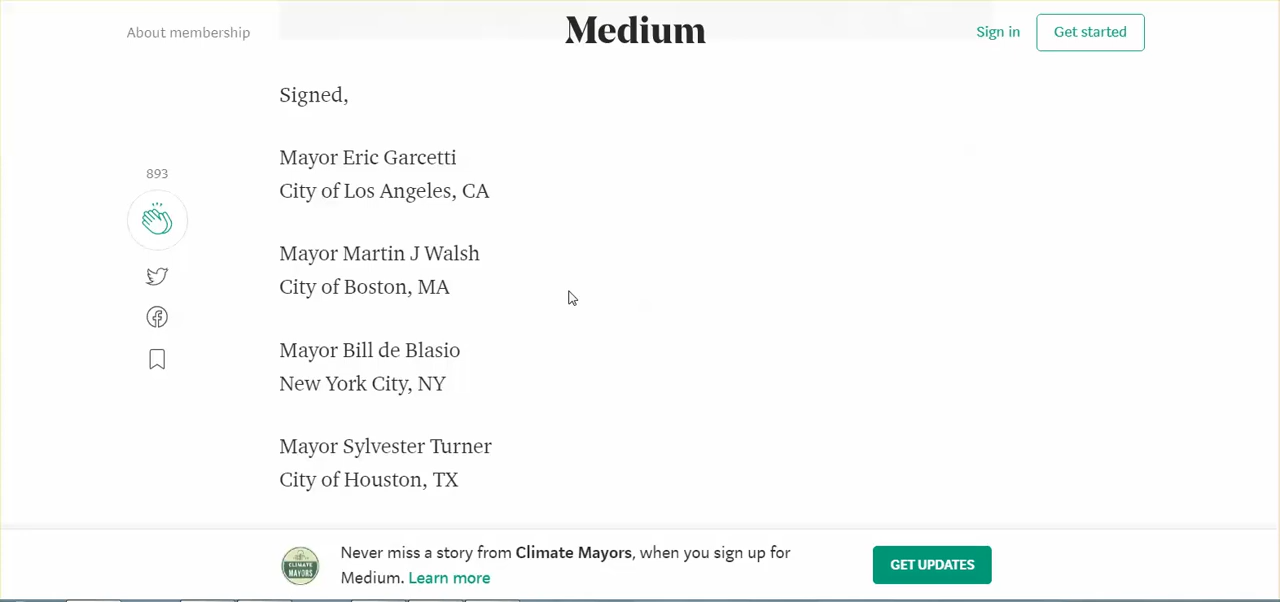 About membership
Medium
Sign in
Get started
Signed,
Mayor Eric Garcetti
City of Los Angeles, CA
893
Mayor Martin J Walsh
City of Boston, MA
Mayor Bill de Blasio
New York City, NY
Mayor Sylvester Turner
City of Houston, TX
CLIMATE
MAYORS
Never miss a story from Climate Mayors, when you sign up for
Medium. Learn more
GET UPDATES